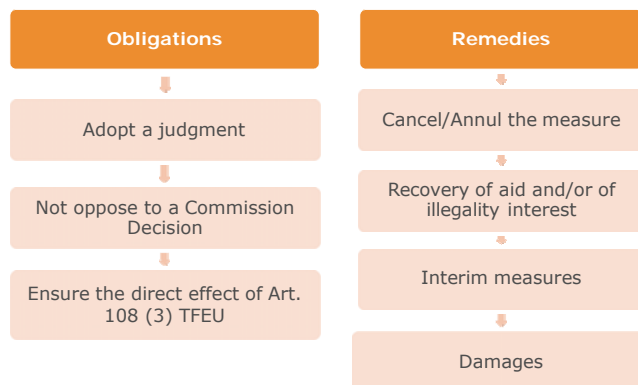 Obligations
Adopt a judgment
Not oppose to a Commission
Decision
Ensure the direct effect of Art.
108 (3) TFEU
Remedies
Cancel/Annul the measure
Recovery of aid and/or of
illegality interest
Interim measures
Damages